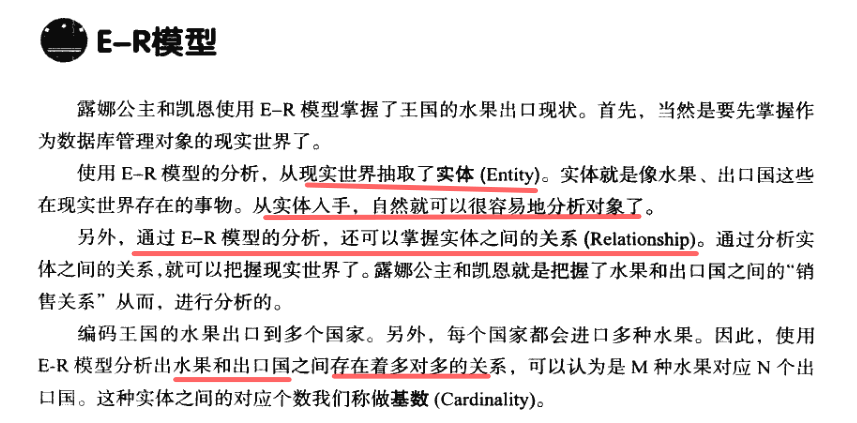 E-R模型
露娜公主和凯恩使用 E-R 模型掌握了王国的水果出口现状。首先，当然是要先掌握作
为数据库管理对象的现实世界了。
使用 E-R 模型的分析，从现实世界抽取了实体 (Entity)。实体就是像水果、出口国这些
在现实世界存在的事物。从实体入手，自然就可以很容易地分析对象了。
另外，通过 E-R 模型的分析，还可以掌握实体之间的关系 (Relationship)。通过分析实
体之间的关系,就可以把握现实世界了。露娜公主和凯恩就是把握了水果和出口国之间的“销
售关系” 从而，进行分析的。
编码王国的水果出口到多个国家。另外，每个国家都会进口多种水果。因此，使用
E-R 模型分析出水果和出口国之间存在着多对多的关系，可以认为是 M 种水果对应 N 个出
口国。这种实体之间的对应个数我们称做基数 (Cardinality)。